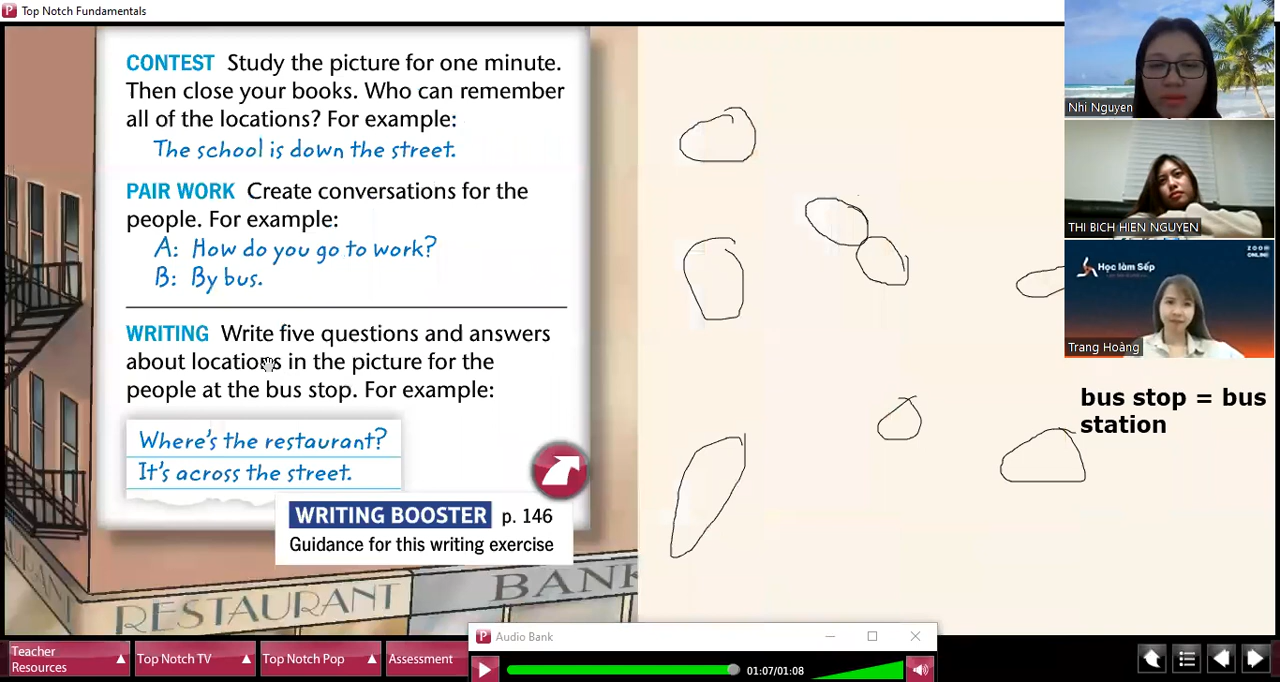 Top Notch Fundamentals
CONTEST Study the picture for one minute.
Then close your books. Who can remember
all of the locations? For example:
The school is down the street.
PAIR WORK Create conversations for the
people. For example:
A: How do you go to work?
B: By bus.
WRITING Write five questions and answers
about locations in the picture for the
people at the bus stop. For example:
Where's the restaurant?
It's across the street.
WRITING BOOSTER p. 146
Guidance for this writing exercise
RESTAURANT
BANK
Nhi Nguyen
THI BICH HIEN NGUYEN
Học làm Sếp
ZOOM
ONLINE
Trang Hoàng
bus stop = bus
station
Audio Bank
01:07/01:08
Teacher
Resources
Top Notch TV
Top Notch Pop
Assessment